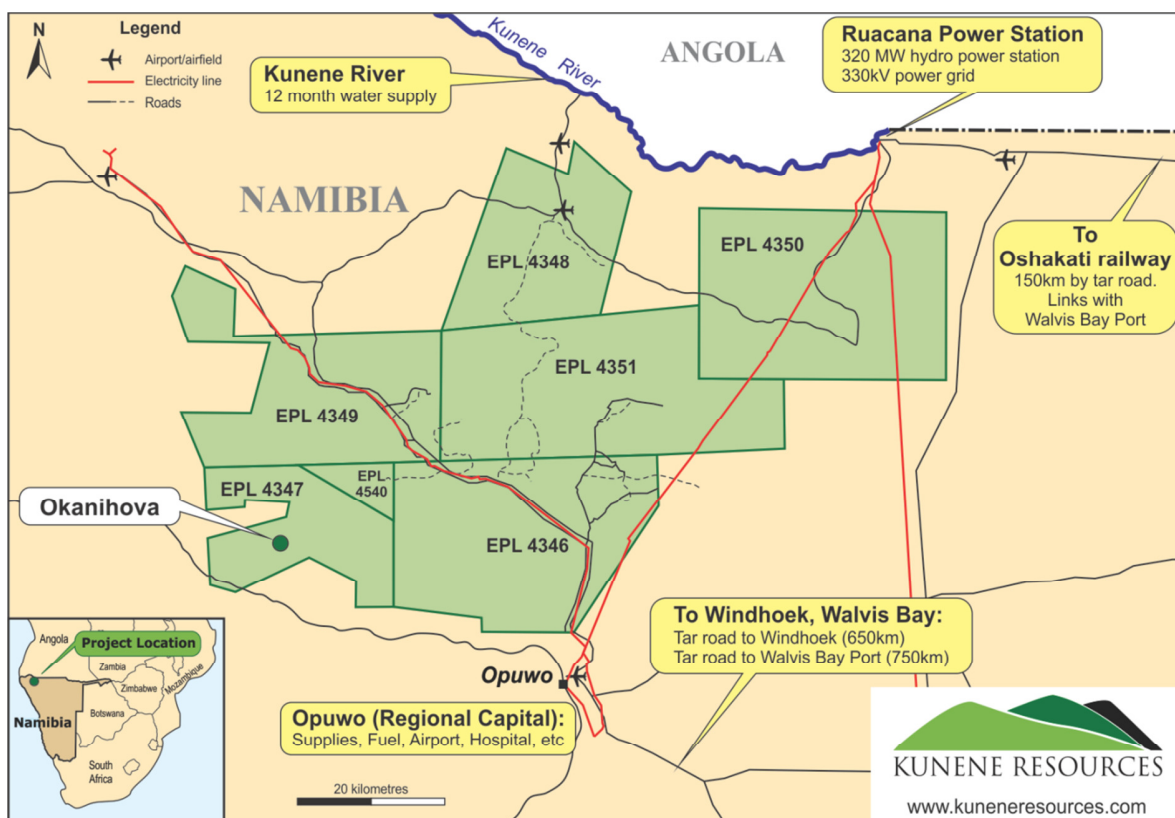 N
Legend
Airport/airfield
Electricity line
Roads
Kunene River
Kunene River
12 month water supply
ANGOLA
Ruacana Power Station
320 MW hydro power station
330kV power grid
NAMIBIA
To
Oshakati railway
150km by tar road.
Links with
Walvis Bay Port
EPL 4348
EPL 4350
EPL 4351
EPL 4349
EPL 4347
EPL
4540
EPL 4346
Okanihova
To Windhoek, Walvis Bay:
Tar road to Windhoek (650km)
Tar road to Walvis Bay Port (750km)
Opuwo
Opuwo (Regional Capital):
Supplies, Fuel, Airport, Hospital, etc
20 kilometres
Project Location
Angola
Zambia
Zimbabwe
Mozambique
Botswana
Namibia
South
Africa
KUNENE RESOURCES
www.kuneneresources.com